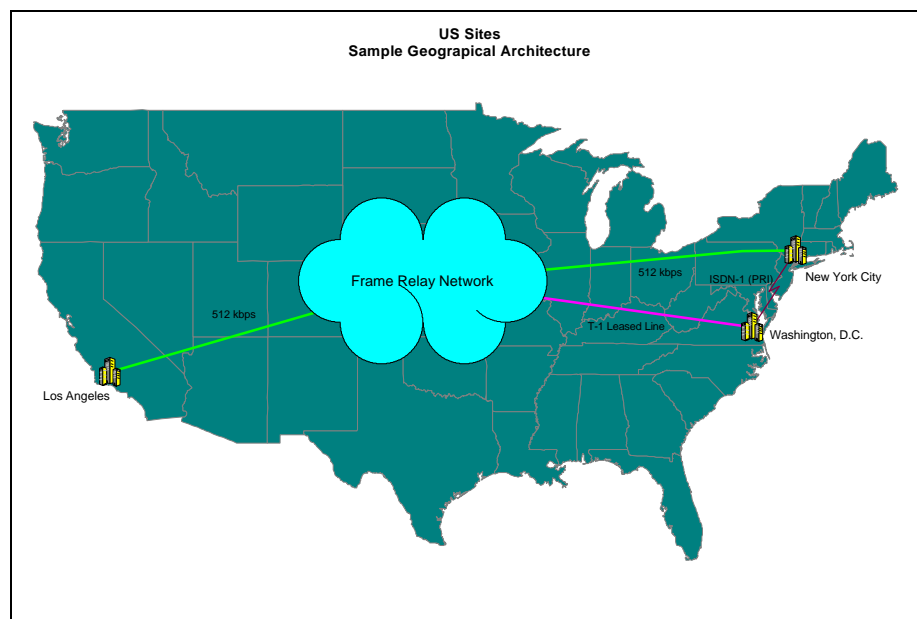 US Sites
Sample Geograpical Architecture
Frame Relay Network
512 kbps
ISDN-1 (PRI)
New York City
512 kbps
T-1 Leased Line
Washington, D.C.
Los Angeles